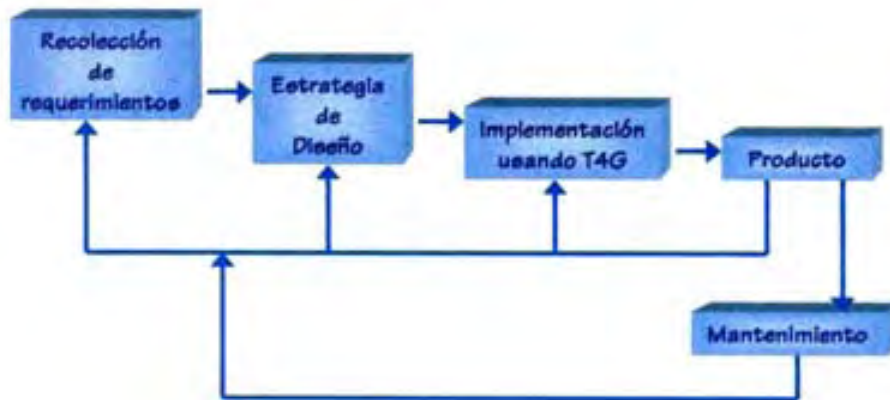 Recolección
de
requerimientos
Estrategia
de
Diseño
Implementación
usando T4G
Producto
Mantenimiento